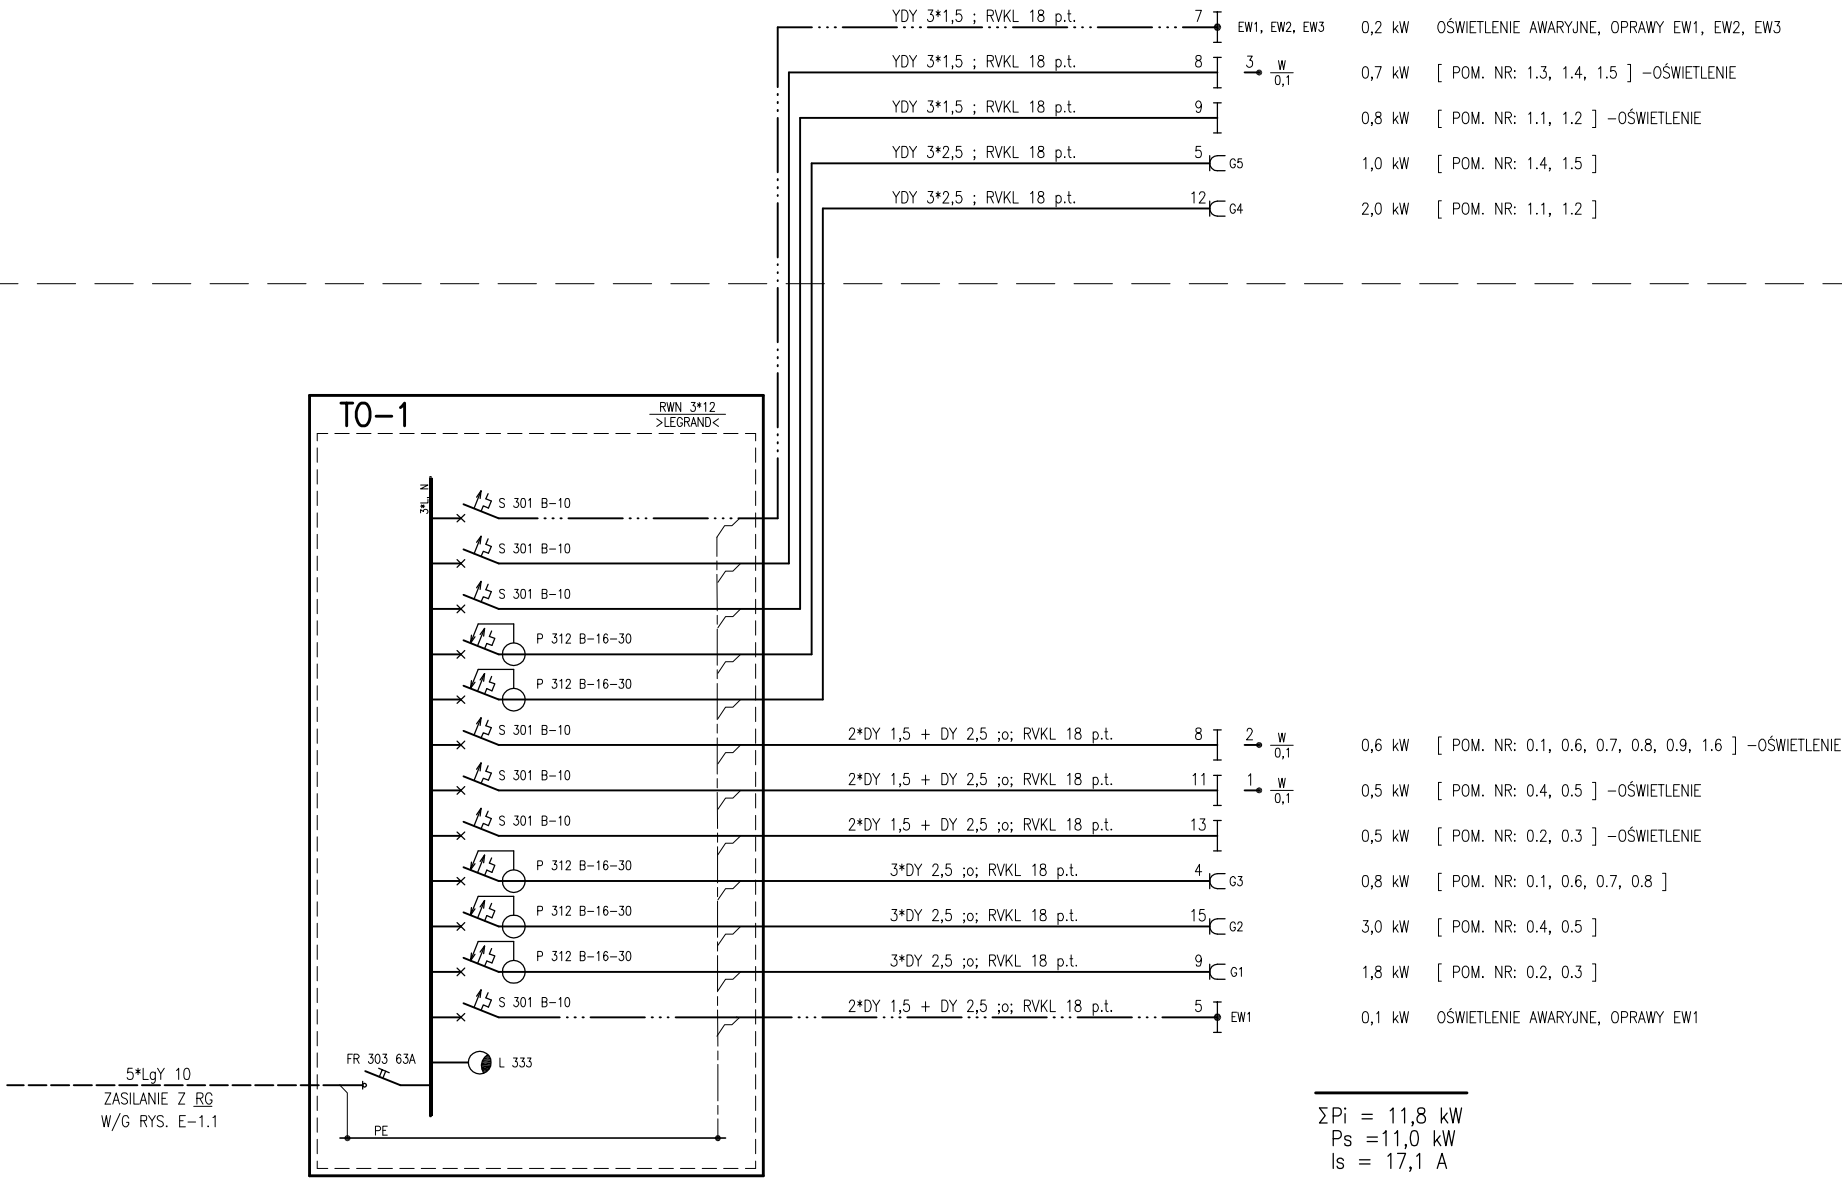 YDY 3*1,5 ; RVKL 18 p.t. 7 EW1, EW2, EW3 0,2 kW OŚWIETLENIE AWARYJNE, OPRAWY EW1, EW2, EW3
YDY 3*1,5 ; RVKL 18 p.t. 8 3 W 0,1 0,7 kW [ POM. NR: 1.3, 1.4, 1.5 ] -OŚWIETLENIE
YDY 3*1,5 ; RVKL 18 p.t. 9 0,8 kW [ POM. NR: 1.1, 1.2 ] -OŚWIETLENIE
YDY 3*2,5 ; RVKL 18 p.t. 5 G5 1,0 kW [ POM. NR: 1.4, 1.5 ]
YDY 3*2,5 ; RVKL 18 p.t. 12 G4 2,0 kW [ POM. NR: 1.1, 1.2 ]
TO-1
RWN 3*12
>LEGRAND<
3*L, N
S 301 B-10
S 301 B-10
S 301 B-10
P 312 B-16-30
P 312 B-16-30
S 301 B-10 2*DY 1,5 + DY 2,5 ;o; RVKL 18 p.t. 8 2 W 0,1 0,6 kW [ POM. NR: 0.1, 0.6, 0.7, 0.8, 0.9, 1.6 ] -OŚWIETLENIE
S 301 B-10 2*DY 1,5 + DY 2,5 ;o; RVKL 18 p.t. 11 1 W 0,1 0,5 kW [ POM. NR: 0.4, 0.5 ] -OŚWIETLENIE
S 301 B-10 2*DY 1,5 + DY 2,5 ;o; RVKL 18 p.t. 13 0,5 kW [ POM. NR: 0.2, 0.3 ] -OŚWIETLENIE
P 312 B-16-30 3*DY 2,5 ;o; RVKL 18 p.t. 4 G3 0,8 kW [ POM. NR: 0.1, 0.6, 0.7, 0.8 ]
P 312 B-16-30 3*DY 2,5 ;o; RVKL 18 p.t. 15 G2 3,0 kW [ POM. NR: 0.4, 0.5 ]
P 312 B-16-30 3*DY 2,5 ;o; RVKL 18 p.t. 9 G1 1,8 kW [ POM. NR: 0.2, 0.3 ]
S 301 B-10 2*DY 1,5 + DY 2,5 ;o; RVKL 18 p.t. 5 EW1 0,1 kW OŚWIETLENIE AWARYJNE, OPRAWY EW1
FR 303 63A L 333
5*LgY 10
ZASILANIE Z RG
W/G RYS. E-1.1
PE
ΣPi = 11,8 kW
Ps =11,0 kW
Is = 17,1 A